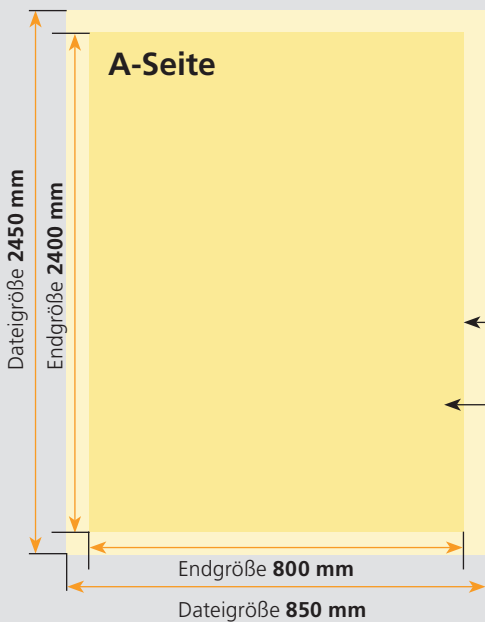 A-Seite
Dateigröße 2450 mm
Endgröße 2400 mm
Endgröße 800 mm
Dateigröße 850 mm